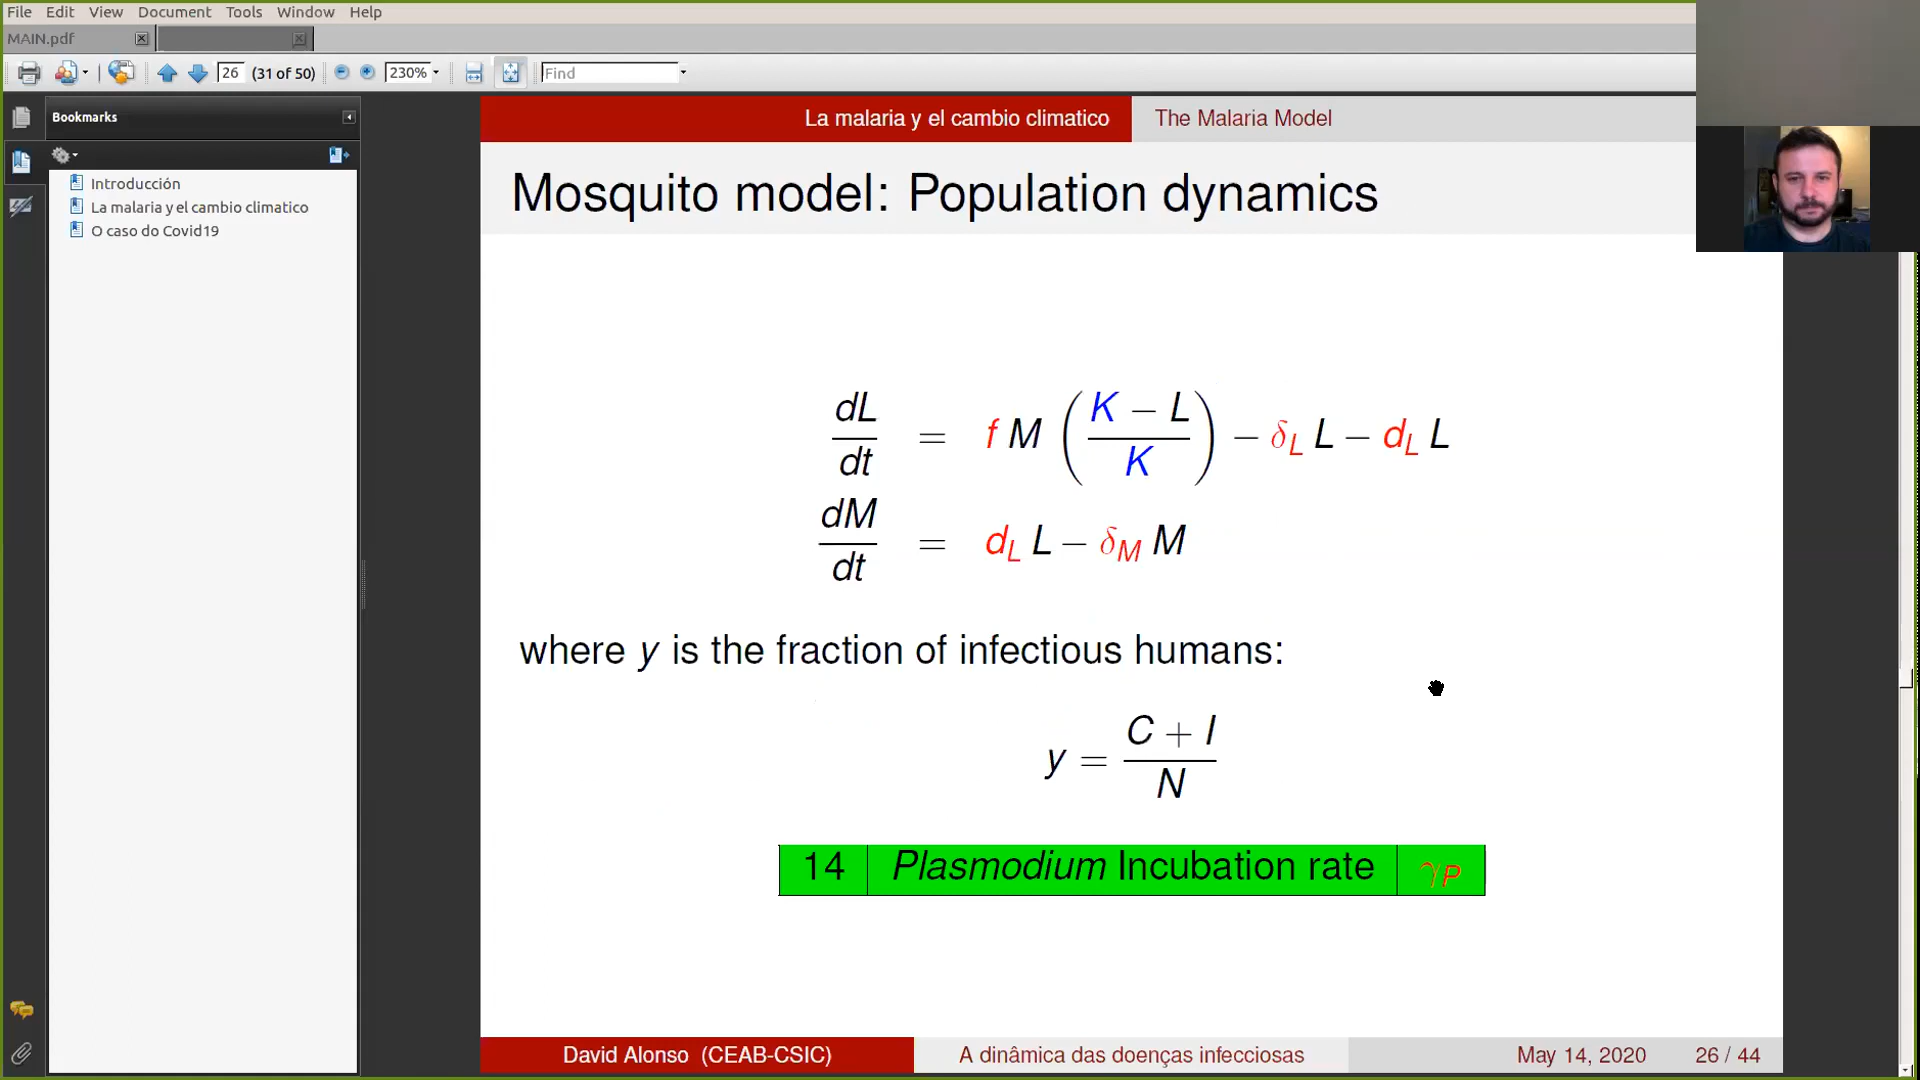 File Edit View Document Tools Window Help
MAIN.pdf
26 (31 of 50) 230% Find
Bookmarks
Introducción
La malaria y el cambio climatico
O caso do Covid19
La malaria y el cambio climatico The Malaria Model
Mosquito model: Population dynamics
dL/dt = f M ((K − L)/K) − δ_L L − d_L L
dM/dt = d_L L − δ_M M
where y is the fraction of infectious humans:
y = (C + I)/N
14 Plasmodium Incubation rate γ_P
David Alonso (CEAB-CSIC) A dinâmica das doenças infecciosas May 14, 2020 26 / 44